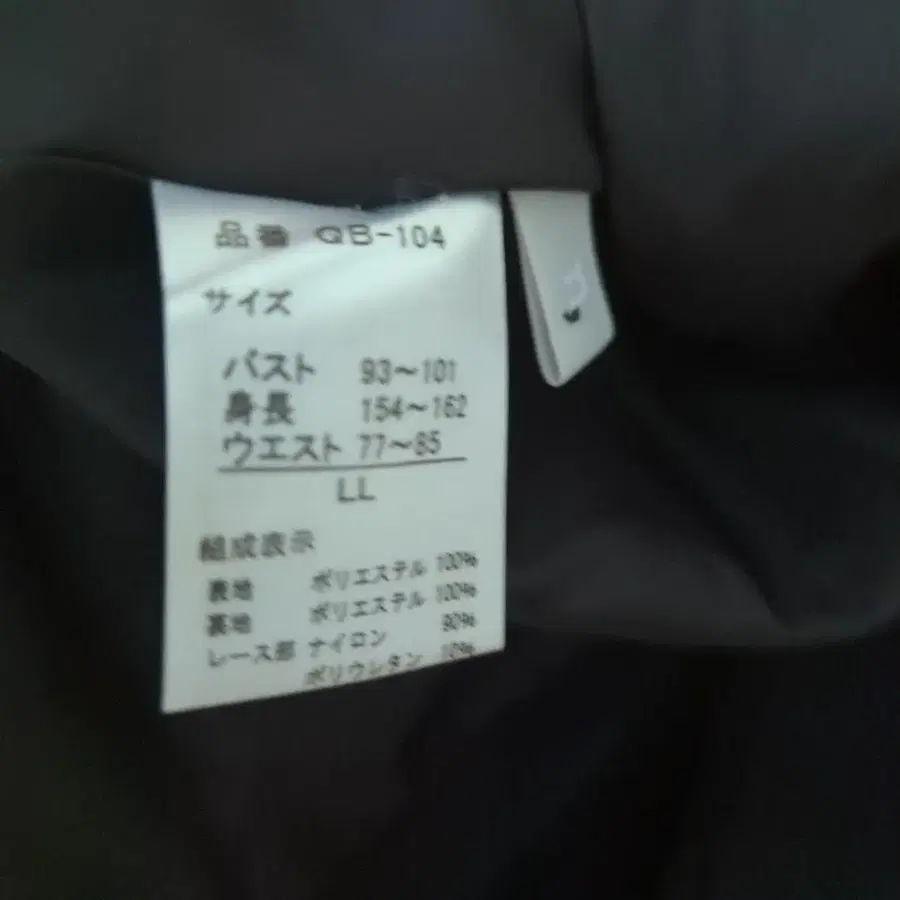 品番 QB-104
サイズ
バスト 93～101
身長 154～162
ウエスト 77～85
LL
組成表示
表地 ポリエステル 100%
裏地 ポリエステル 100%
レース部 ナイロン 90%
ポリウレタン 10%